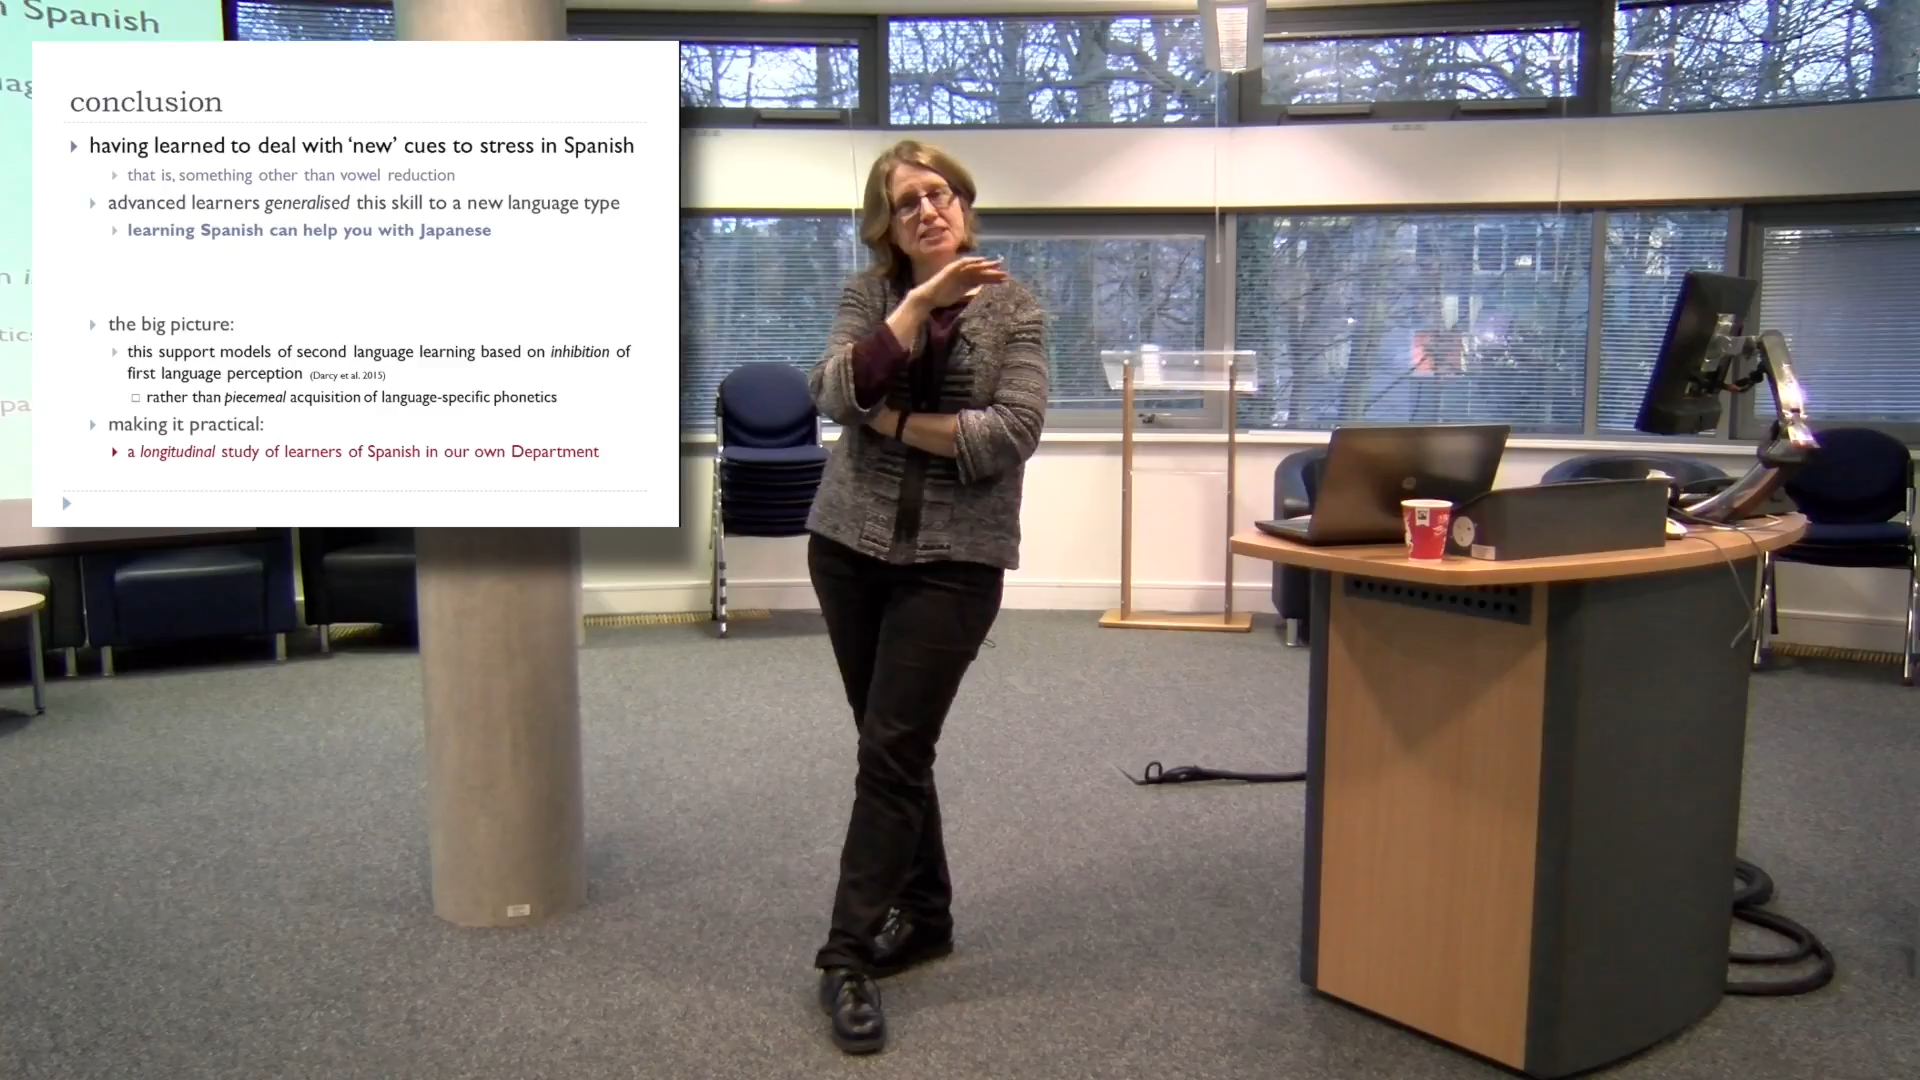 n Spanish
conclusion
having learned to deal with ‘new’ cues to stress in Spanish
that is, something other than vowel reduction
advanced learners generalised this skill to a new language type
learning Spanish can help you with Japanese
the big picture:
this support models of second language learning based on inhibition of
first language perception (Darcy et al. 2015)
rather than piecemeal acquisition of language-specific phonetics
making it practical:
a longitudinal study of learners of Spanish in our own Department